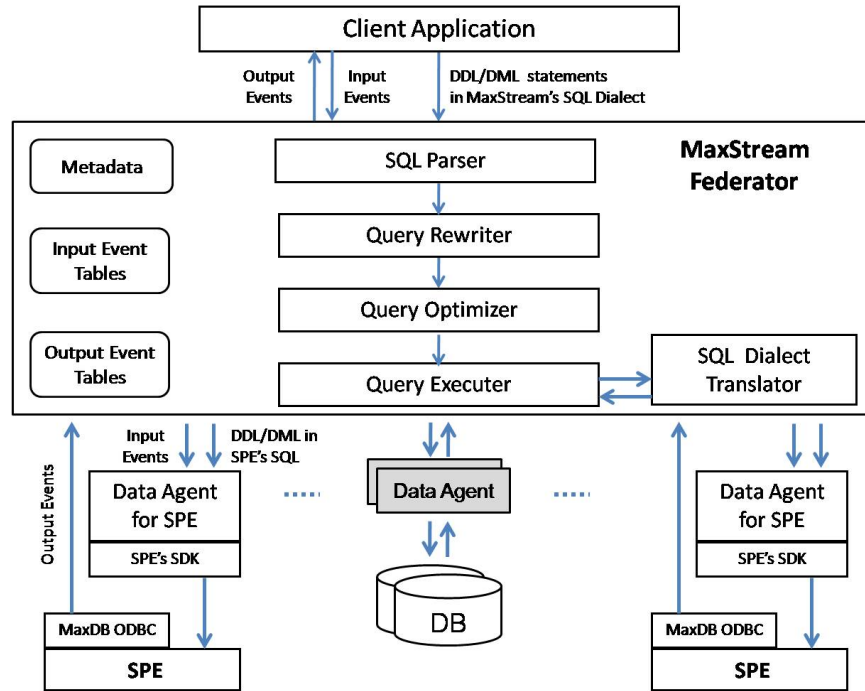 Client Application
Output
Events
Input
Events
DDL/DML statements
in MaxStream's SQL Dialect
MaxStream
Federator
Metadata
SQL Parser
Input Event
Tables
Query Rewriter
Query Optimizer
Output Event
Tables
Query Executer
SQL Dialect
Translator
Input
Events
DDL/DML in
SPE's SQL
Output Events
Data Agent
for SPE
SPE's SDK
Data Agent
Data Agent
for SPE
SPE's SDK
DB
MaxDB ODBC
SPE
MaxDB ODBC
SPE